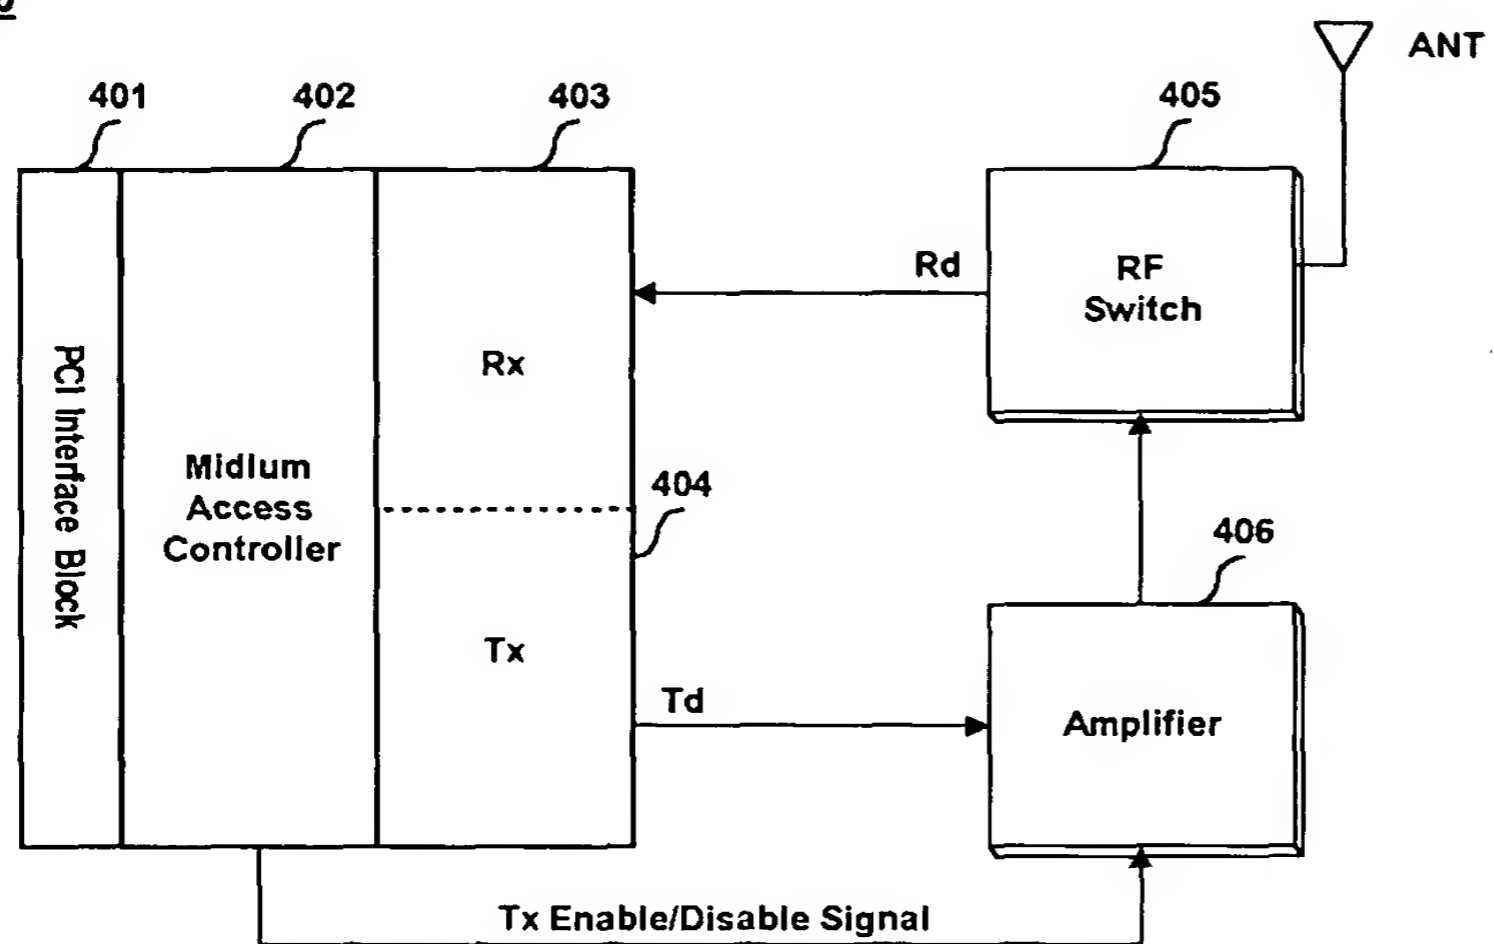 ANT
401
402
403
405
Rd
RF
Switch
Rx
PCI Interface Block
Midlum
Access
Controller
404
406
Tx
Td
Amplifier
Tx Enable/Disable Signal